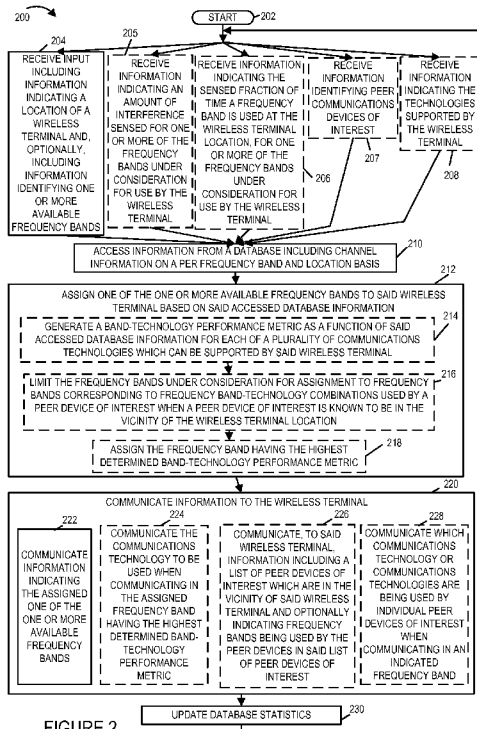 200
START
202
204
RECEIVE INPUT
INCLUDING
INFORMATION
INDICATING A
LOCATION OF A
WIRELESS
TERMINAL AND,
OPTIONALLY,
INCLUDING
INFORMATION
IDENTIFYING ONE
OR MORE
AVAILABLE
FREQUENCY BANDS
205
RECEIVE
INFORMATION
INDICATING AN
AMOUNT OF
INTERFERENCE
SENSED FOR ONE
OR MORE OF THE
FREQUENCY
BANDS UNDER
CONSIDERATION
FOR USE BY THE
WIRELESS
TERMINAL
RECEIVE INFORMATION
INDICATING THE
SENSED FRACTION OF
TIME A FREQUENCY
BAND IS USED AT THE
WIRELESS TERMINAL
LOCATION, FOR ONE
OR MORE OF THE
FREQUENCY BANDS
UNDER
CONSIDERATION FOR
USE BY THE
WIRELESS TERMINAL
206
RECEIVE
INFORMATION
IDENTIFYING PEER
COMMUNICATIONS
DEVICES OF
INTEREST
207
RECEIVE
INFORMATION
INDICATING THE
TECHNOLOGIES
SUPPORTED BY
THE WIRELESS
TERMINAL
208
ACCESS INFORMATION FROM A DATABASE INCLUDING CHANNEL
INFORMATION ON A PER FREQUENCY BAND AND LOCATION BASIS
210
212
ASSIGN ONE OF THE ONE OR MORE AVAILABLE FREQUENCY BANDS TO SAID WIRELESS
TERMINAL BASED ON SAID ACCESSED DATABASE INFORMATION
214
GENERATE A BAND-TECHNOLOGY PERFORMANCE METRIC AS A FUNCTION OF SAID
ACCESSED DATABASE INFORMATION FOR EACH OF A PLURALITY OF COMMUNICATIONS
TECHNOLOGIES WHICH CAN BE SUPPORTED BY SAID WIRELESS TERMINAL
216
LIMIT THE FREQUENCY BANDS UNDER CONSIDERATION FOR ASSIGNMENT TO FREQUENCY
BANDS CORRESPONDING TO FREQUENCY BAND-TECHNOLOGY COMBINATIONS USED BY A
PEER DEVICE OF INTEREST WHEN A PEER DEVICE OF INTEREST IS KNOWN TO BE IN THE
VICINITY OF THE WIRELESS TERMINAL LOCATION
ASSIGN THE FREQUENCY BAND HAVING THE HIGHEST
DETERMINED BAND-TECHNOLOGY PERFORMANCE METRIC
218
220
COMMUNICATE INFORMATION TO THE WIRELESS TERMINAL
222
COMMUNICATE
INFORMATION
INDICATING
THE ASSIGNED
ONE OF THE
ONE OR MORE
AVAILABLE
FREQUENCY
BANDS
224
COMMUNICATE THE
COMMUNICATIONS
TECHNOLOGY TO BE
USED WHEN
COMMUNICATING IN
THE ASSIGNED
FREQUENCY BAND
HAVING THE HIGHEST
DETERMINED BAND-
TECHNOLOGY
PERFORMANCE
METRIC
226
COMMUNICATE, TO SAID
WIRELESS TERMINAL,
INFORMATION INCLUDING A
LIST OF PEER DEVICES OF
INTEREST WHICH ARE IN THE
VICINITY OF SAID WIRELESS
TERMINAL AND OPTIONALLY
INDICATING FREQUENCY
BANDS BEING USED BY THE
PEER DEVICES IN SAID LIST
OF PEER DEVICES OF
INTEREST
228
COMMUNICATE WHICH
COMMUNICATIONS
TECHNOLOGY OR
COMMUNICATIONS
TECHNOLOGIES ARE
BEING USED BY
INDIVIDUAL PEER
DEVICES OF INTEREST
WHEN
COMMUNICATING IN
AN INDICATED
FREQUENCY BAND
UPDATE DATABASE STATISTICS
230
FIGURE 2